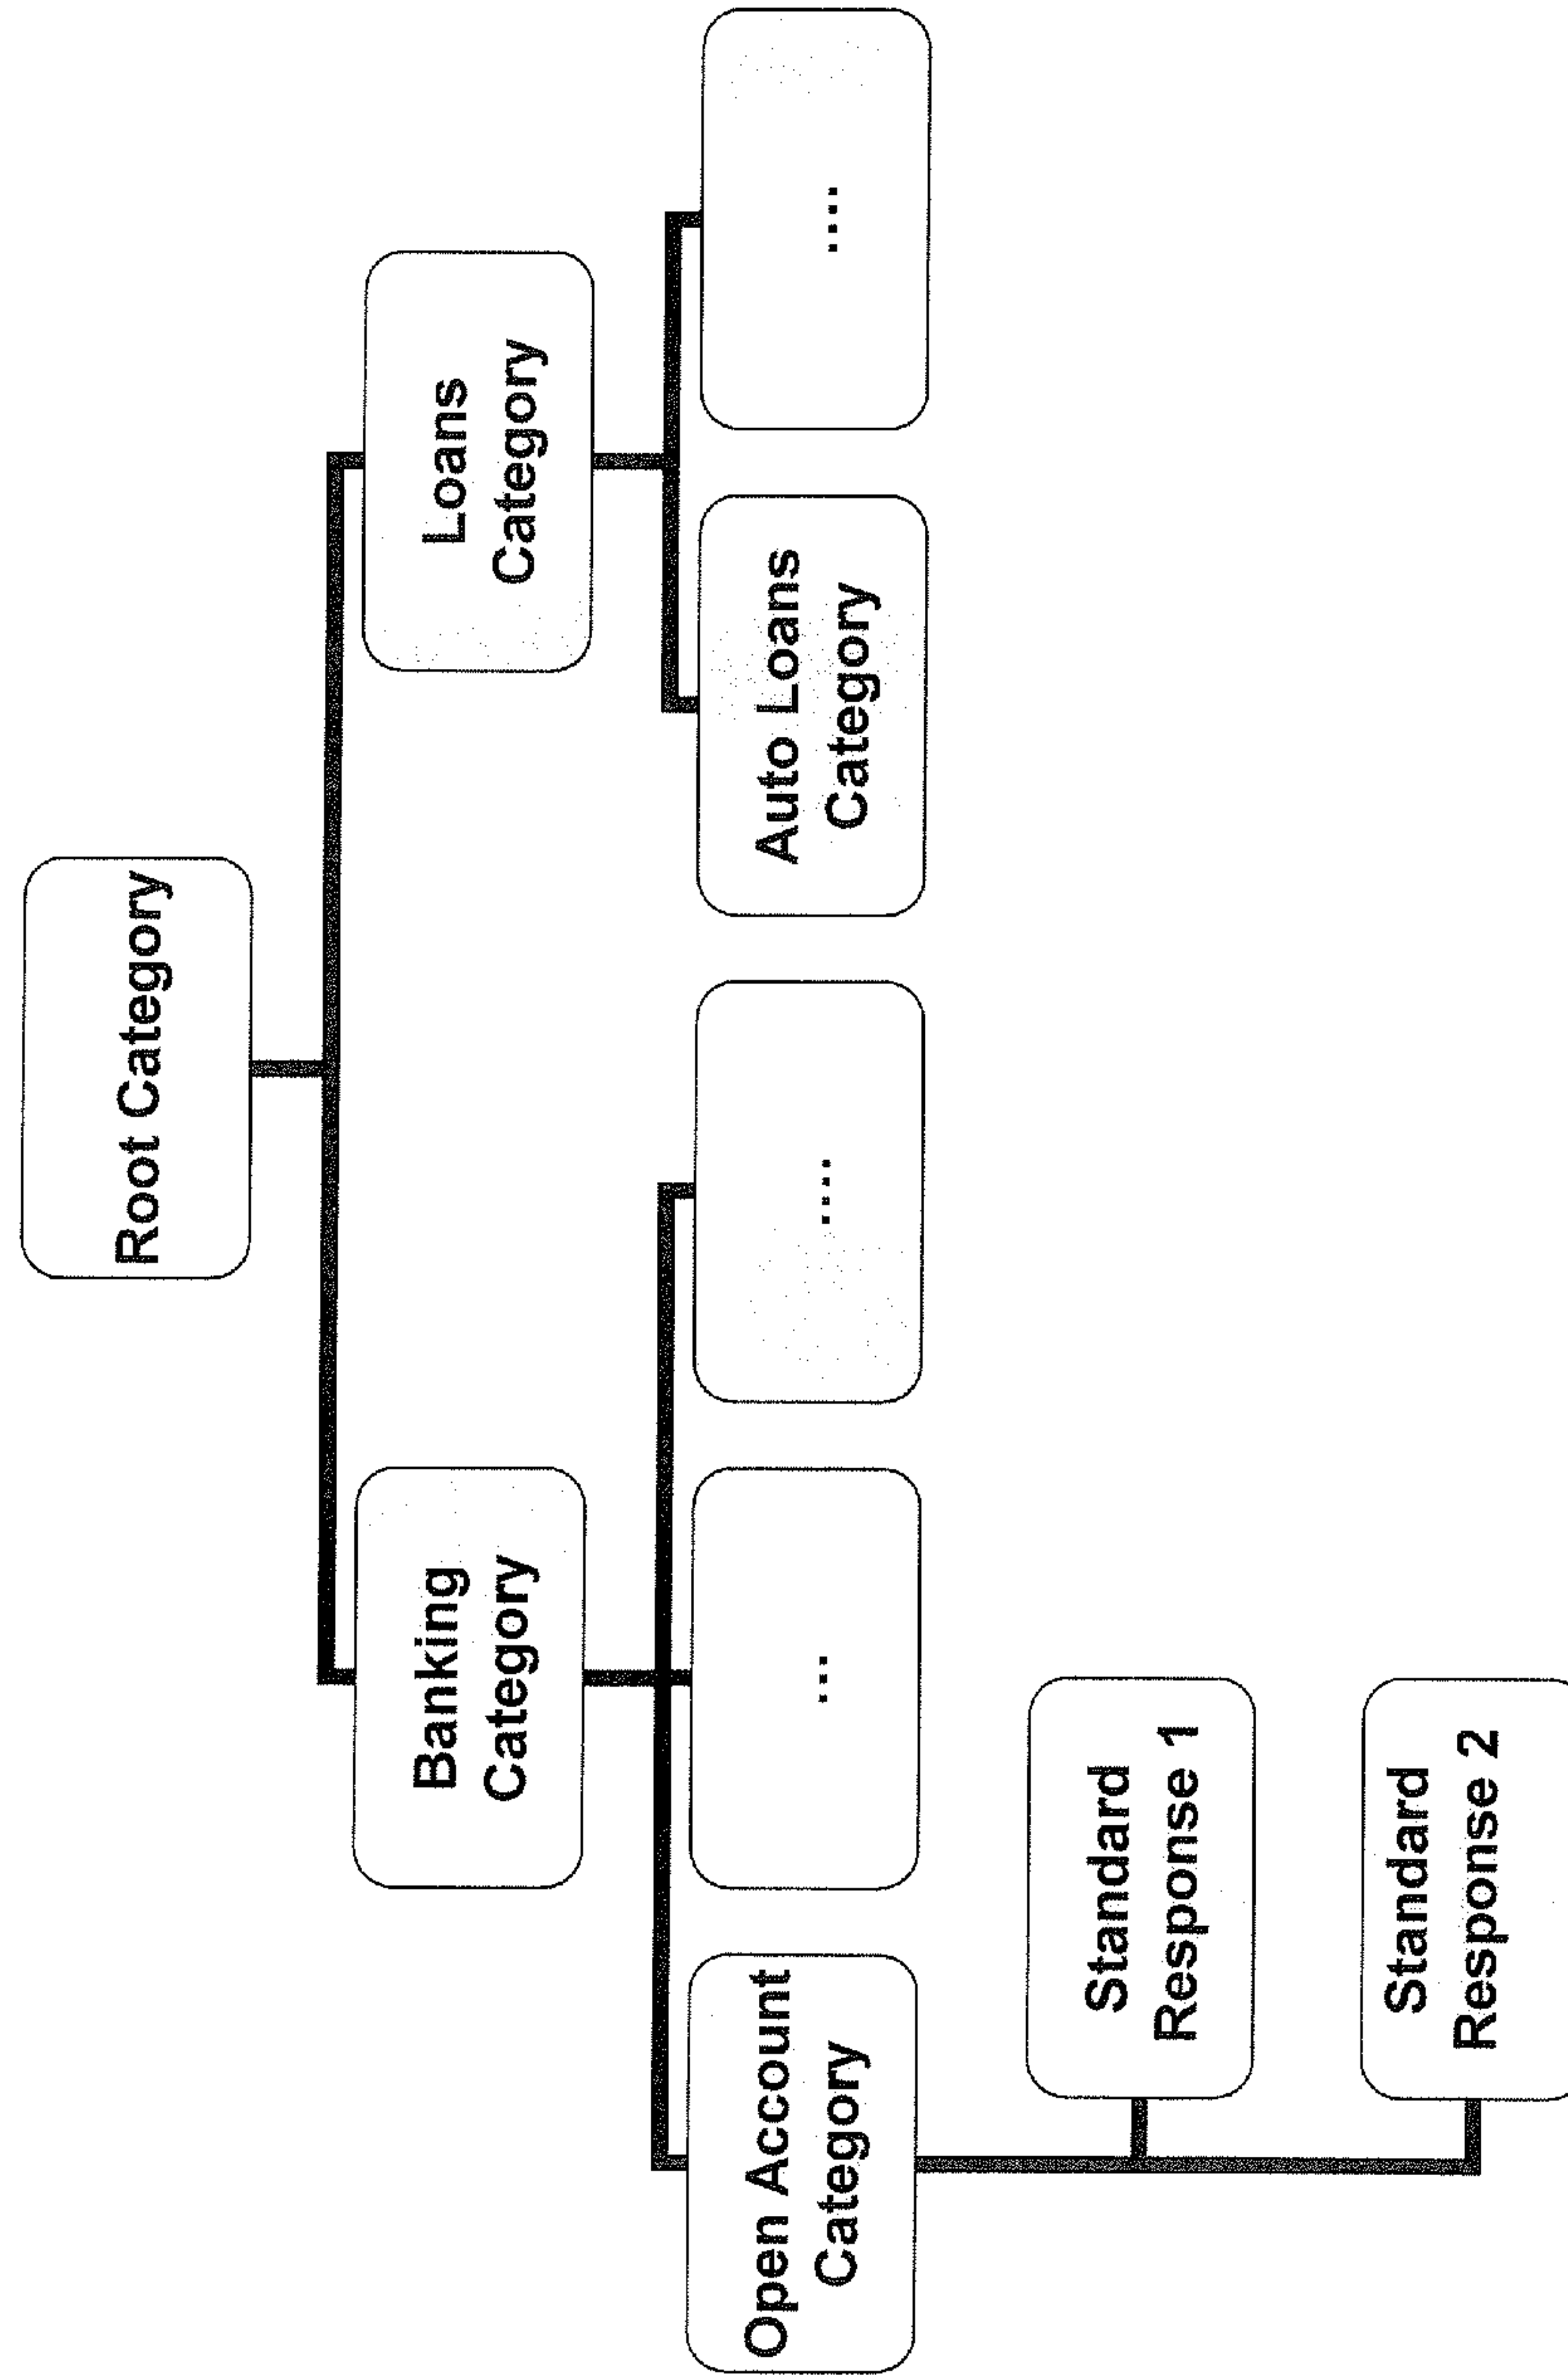 Root Category
Banking
Category
Loans
Category
Open Account
Category
...
....
Auto Loans
Category
....
Standard
Response 1
Standard
Response 2